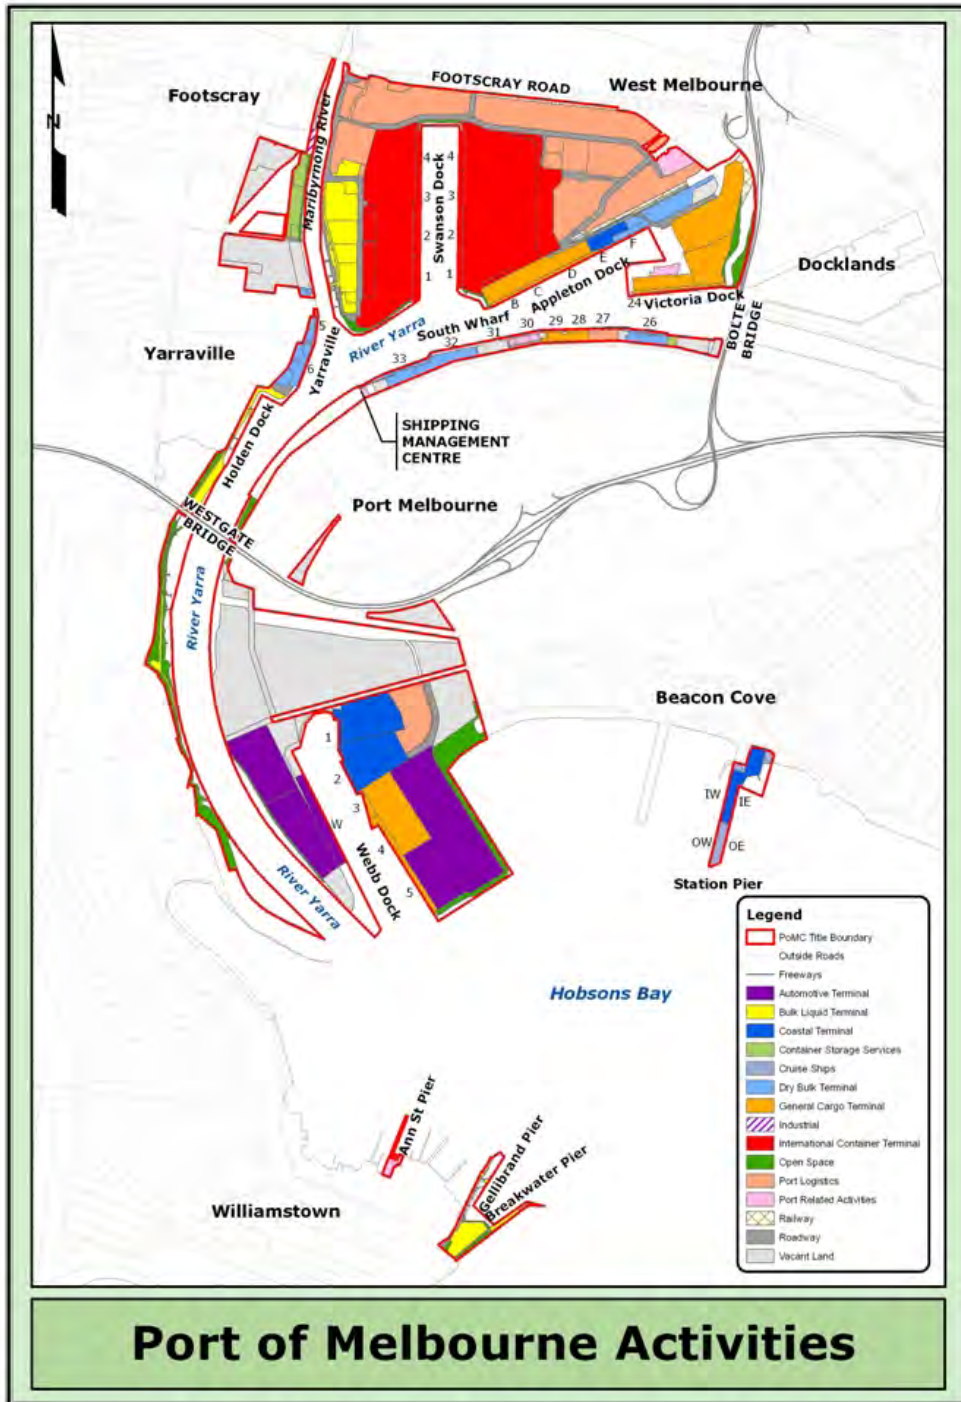 FOOTSCRAY ROAD
West Melbourne
Footscray
N
Maribyrnong River
4
4
3
3
Swanson Dock
2
2
1
1
F
E
D
C
B
Appleton Dock
Docklands
24
Victoria Dock
South Wharf
River Yarra
5
6
Yarraville
Yarraville
33
32
31
30
29
28
27
26
BOLTE
BRIDGE
SHIPPING
MANAGEMENT
CENTRE
Holden Dock
Port Melbourne
WESTGATE
BRIDGE
River Yarra
Beacon Cove
1
2
3
W
4
5
Webb Dock
IW
IE
OW
OE
Station Pier
River Yarra
Hobsons Bay
Ann St Pier
Gellibrand Pier
Breakwater Pier
Williamstown
Legend
PoMC Title Boundary
Outside Roads
Freeways
Automotive Terminal
Bulk Liquid Terminal
Coastal Terminal
Container Storage Services
Cruise Ships
Dry Bulk Terminal
General Cargo Terminal
Industrial
International Container Terminal
Open Space
Port Logistics
Port Related Activities
Railway
Roadway
Vacant Land
Port of Melbourne Activities